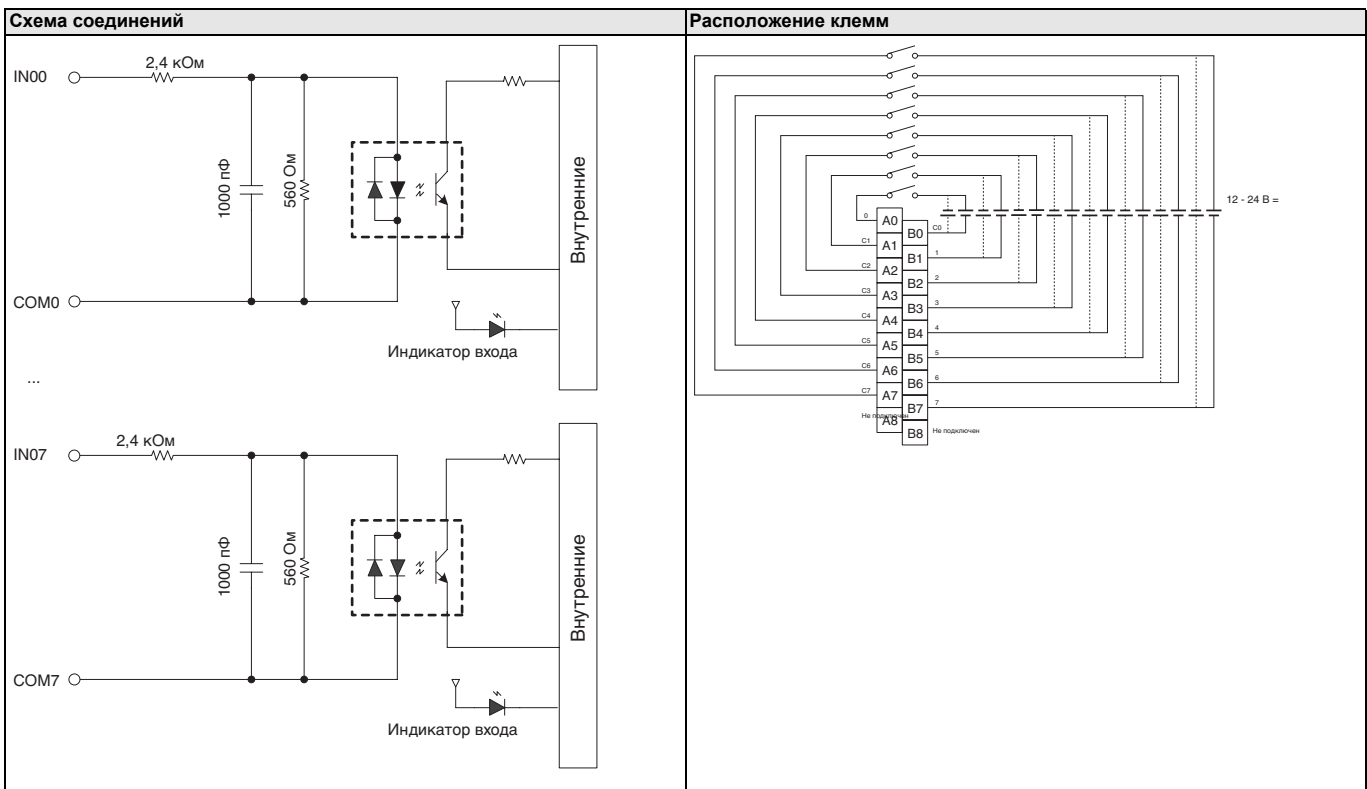 Схема соединений
Расположение клемм
IN00
2,4 кОм
1000 пФ
560 Ом
Внутренние
COM0
Индикатор входа
...
IN07
2,4 кОм
1000 пФ
560 Ом
Внутренние
COM7
Индикатор входа
12 - 24 В =
0
A0
B0
C0
C1
A1
B1
1
C2
A2
B2
2
C3
A3
B3
3
C4
A4
B4
4
C5
A5
B5
5
C6
A6
B6
6
C7
A7
B7
7
Не подключен
A8
B8
Не подключен